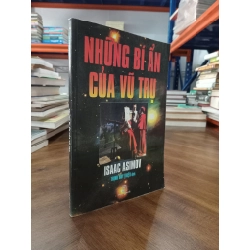 NHỮNG BÍ ẨN
CỦA VŨ TRỤ
ISAAC ASIMOV